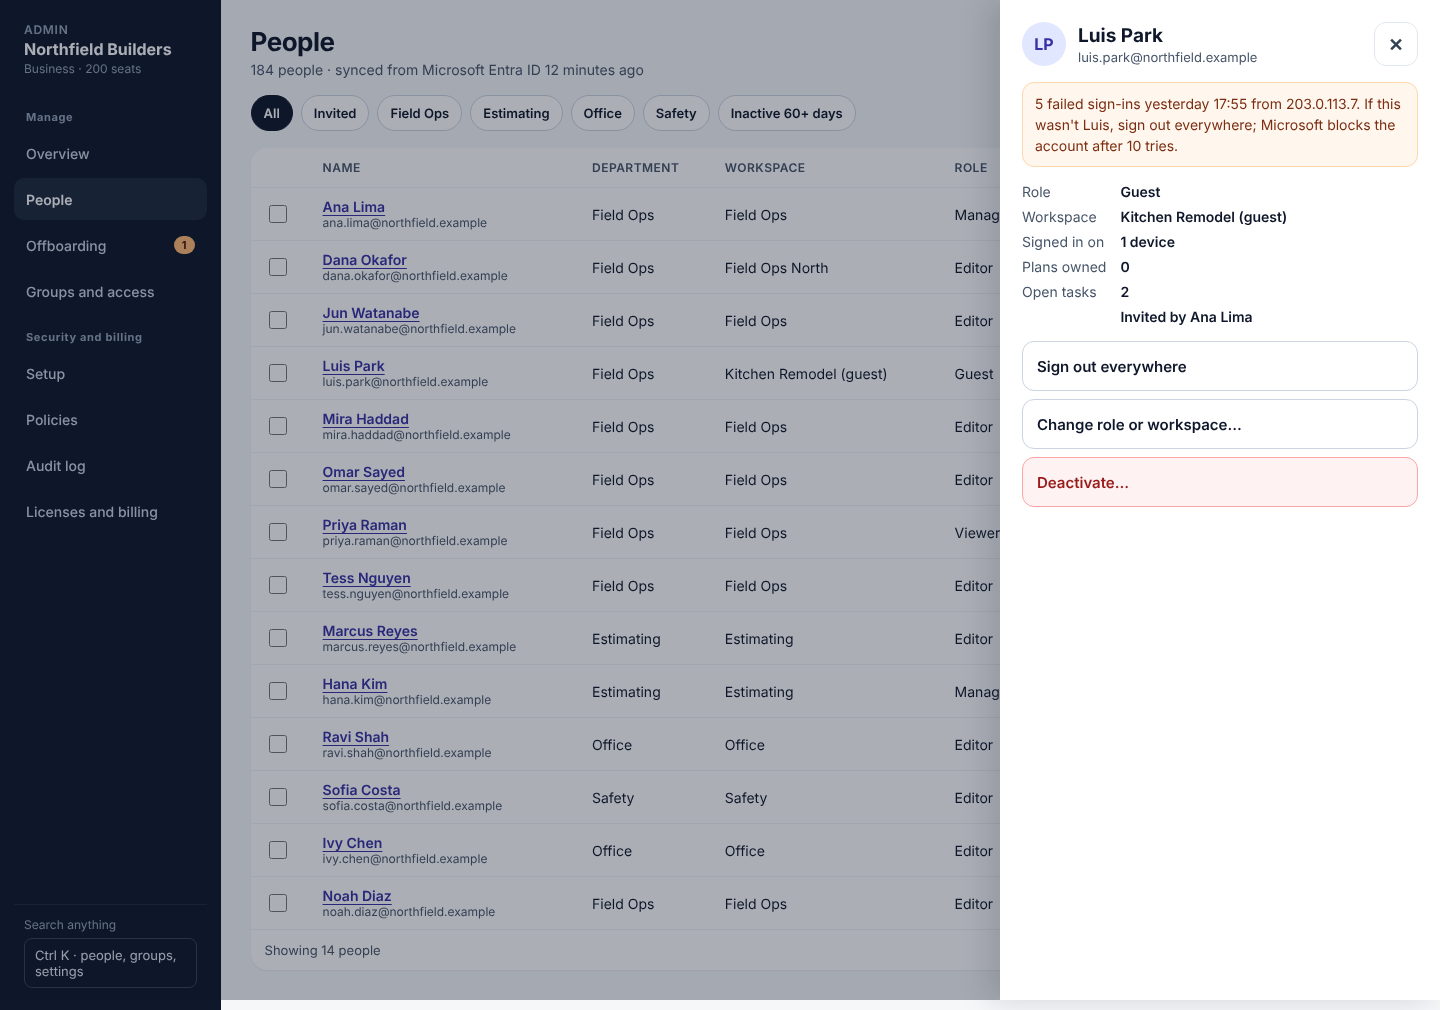 ADMIN
Northfield Builders
Business · 200 seats
Manage
Overview
People
Offboarding 1
Groups and access
Security and billing
Setup
Policies
Audit log
Licenses and billing
Search anything
Ctrl K · people, groups,
settings
People
184 people · synced from Microsoft Entra ID 12 minutes ago
All Invited Field Ops Estimating Office Safety Inactive 60+ days
NAME DEPARTMENT WORKSPACE ROLE
Ana Lima Field Ops Field Ops Manag
ana.lima@northfield.example
Dana Okafor Field Ops Field Ops North Editor
dana.okafor@northfield.example
Jun Watanabe Field Ops Field Ops Editor
jun.watanabe@northfield.example
Luis Park Field Ops Kitchen Remodel (guest) Guest
luis.park@northfield.example
Mira Haddad Field Ops Field Ops Editor
mira.haddad@northfield.example
Omar Sayed Field Ops Field Ops Editor
omar.sayed@northfield.example
Priya Raman Field Ops Field Ops Viewer
priya.raman@northfield.example
Tess Nguyen Field Ops Field Ops Editor
tess.nguyen@northfield.example
Marcus Reyes Estimating Estimating Editor
marcus.reyes@northfield.example
Hana Kim Estimating Estimating Manag
hana.kim@northfield.example
Ravi Shah Office Office Editor
ravi.shah@northfield.example
Sofia Costa Safety Safety Editor
sofia.costa@northfield.example
Ivy Chen Office Office Editor
ivy.chen@northfield.example
Noah Diaz Field Ops Field Ops Editor
noah.diaz@northfield.example
Showing 14 people
LP Luis Park ✕
luis.park@northfield.example
5 failed sign-ins yesterday 17:55 from 203.0.113.7. If this
wasn't Luis, sign out everywhere; Microsoft blocks the
account after 10 tries.
Role Guest
Workspace Kitchen Remodel (guest)
Signed in on 1 device
Plans owned 0
Open tasks 2
Invited by Ana Lima
Sign out everywhere
Change role or workspace…
Deactivate…